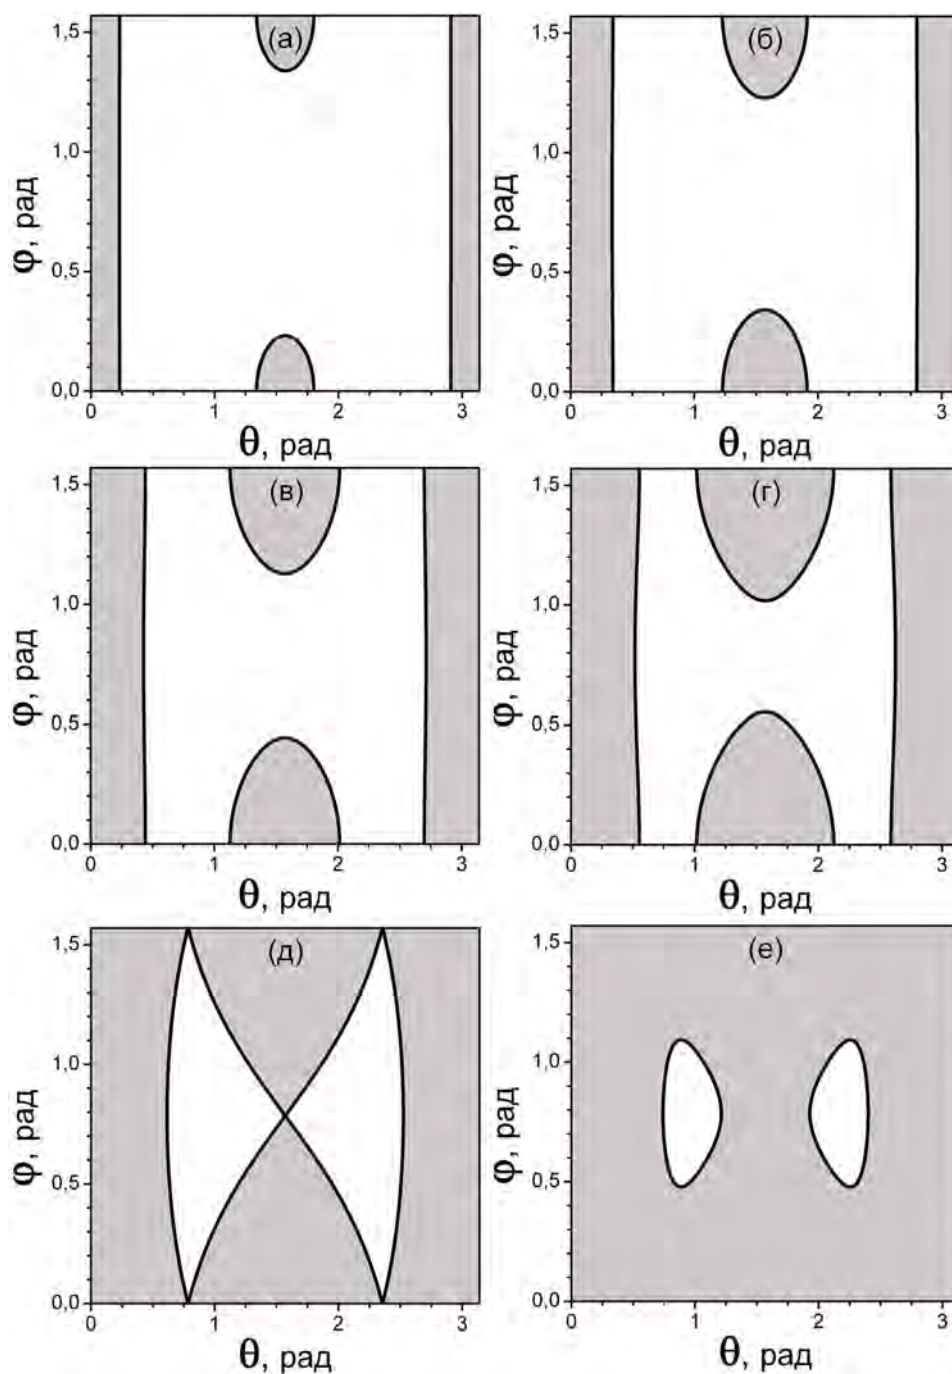 (а)
1,5
1,0
0,5
0,0
φ, рад
0 1 2 3
θ, рад
(б)
1,5
1,0
0,5
0,0
φ, рад
0 1 2 3
θ, рад
(в)
1,5
1,0
0,5
0,0
φ, рад
0 1 2 3
θ, рад
(г)
1,5
1,0
0,5
0,0
φ, рад
0 1 2 3
θ, рад
(д)
1,5
1,0
0,5
0,0
φ, рад
0 1 2 3
θ, рад
(е)
1,5
1,0
0,5
0,0
φ, рад
0 1 2 3
θ, рад